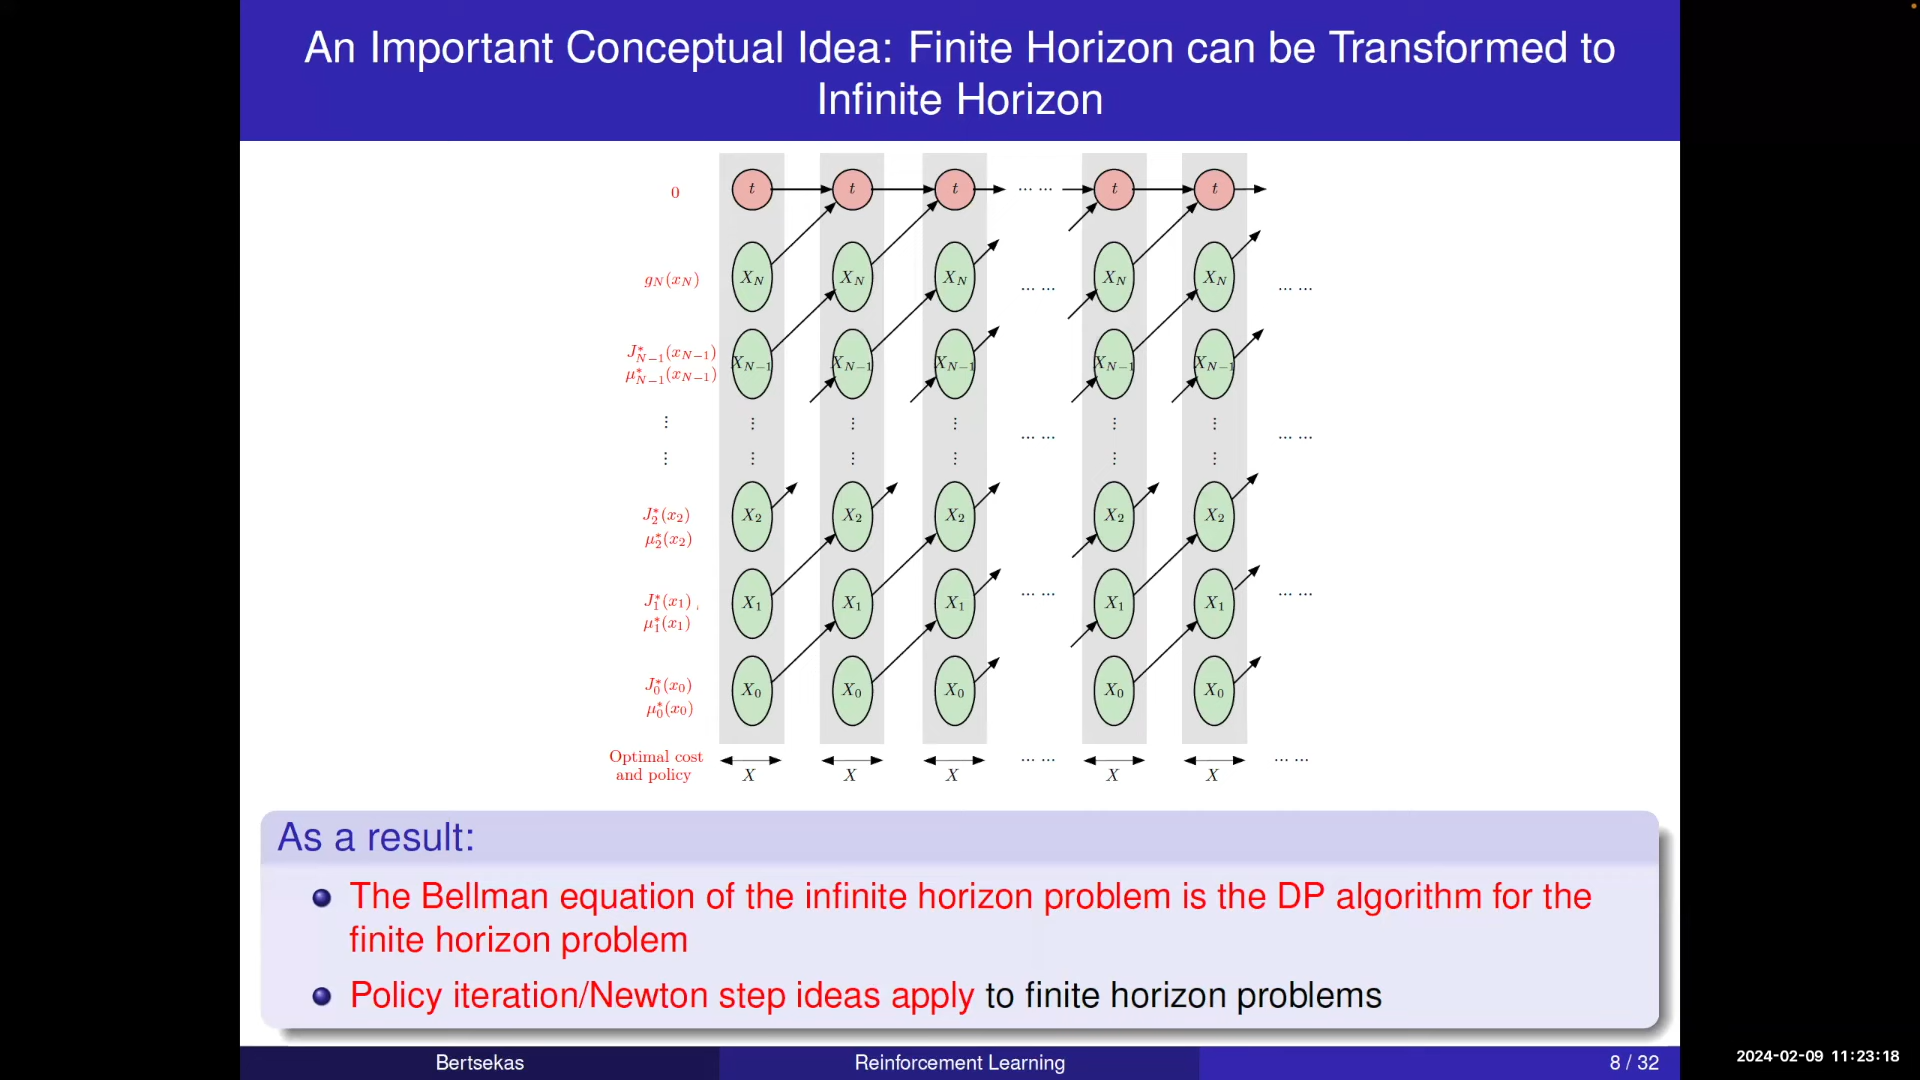 An Important Conceptual Idea: Finite Horizon can be Transformed to
Infinite Horizon
0 t t t ... ... t t
g_N(x_N) X_N X_N X_N ... ... X_N X_N ... ...
J*_{N−1}(x_{N−1})
μ*_{N−1}(x_{N−1}) X_{N−1} X_{N−1} X_{N−1} X_{N−1} X_{N−1}
⋮ ⋮ ⋮ ⋮ ... ... ⋮ ⋮ ... ...
⋮ ⋮ ⋮ ⋮ ⋮ ⋮
J*_2(x_2)
μ*_2(x_2) X_2 X_2 X_2 X_2 X_2
J*_1(x_1)
μ*_1(x_1) X_1 X_1 X_1 ... ... X_1 X_1 ... ...
J*_0(x_0)
μ*_0(x_0) X_0 X_0 X_0 X_0 X_0
Optimal cost ... ... ... ...
and policy X X X X X
As a result:
The Bellman equation of the infinite horizon problem is the DP algorithm for the
finite horizon problem
Policy iteration/Newton step ideas apply to finite horizon problems
Bertsekas Reinforcement Learning 8 / 32
2024-02-09 11:23:18